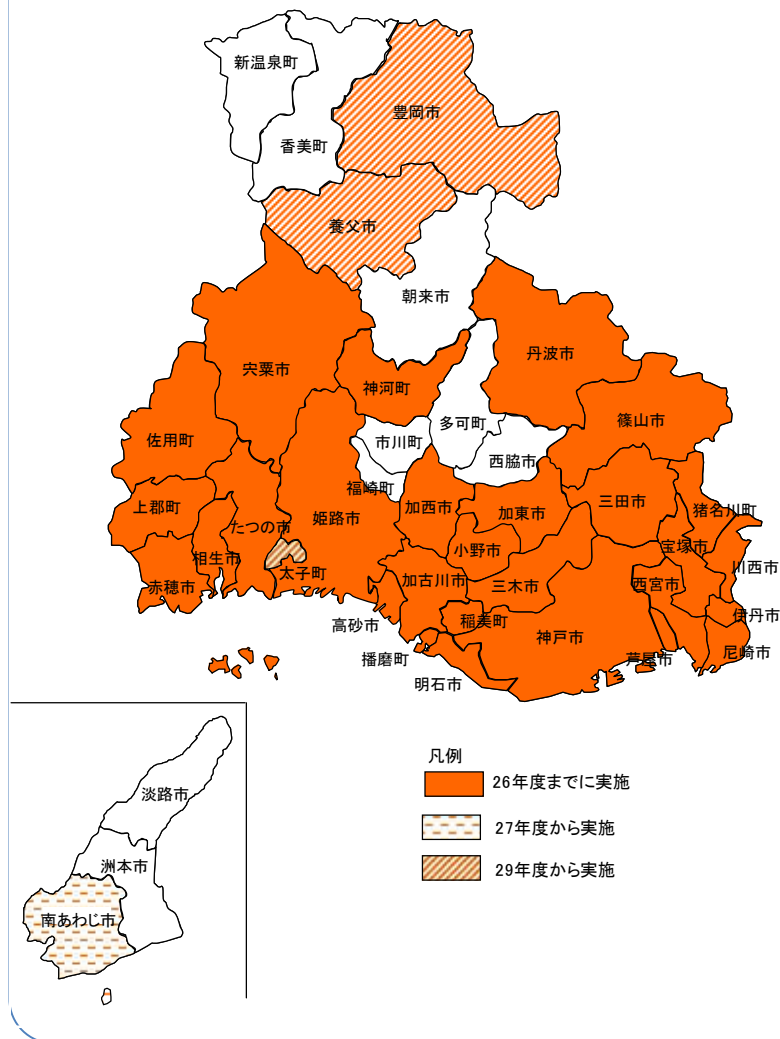 新温泉町
豊岡市
香美町
養父市
朝来市
丹波市
宍粟市
神河町
篠山市
多可町
佐用町
市川町
西脇市
福崎町
三田市
上郡町
加西市
加東市
猪名川町
姫路市
たつの市
小野市
宝塚市
相生市
川西市
太子町
加古川市
西宮市
赤穂市
三木市
伊丹市
稲美町
高砂市
神戸市
尼崎市
播磨町
芦屋市
明石市
凡例
26年度までに実施
27年度から実施
29年度から実施
淡路市
洲本市
南あわじ市